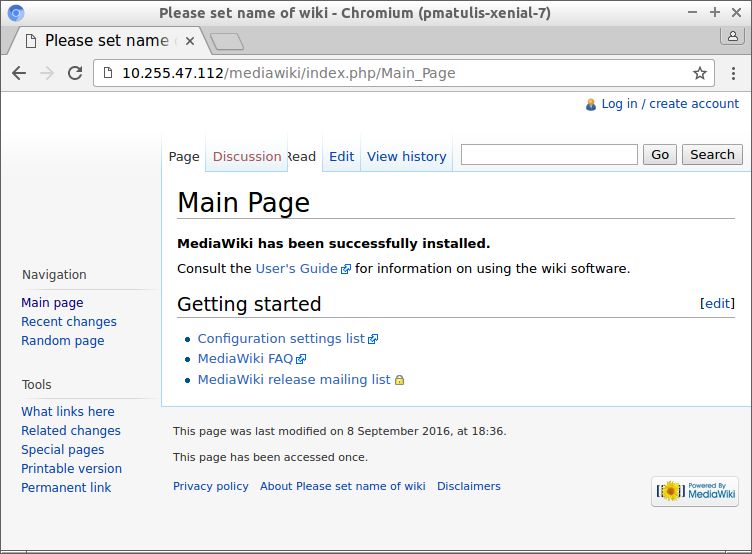 Please set name of wiki - Chromium (pmatulis-xenial-7)
Please set name
10.255.47.112/mediawiki/index.php/Main_Page
Log in / create account
Page Discussion Read Edit View history Go Search
Main Page
MediaWiki has been successfully installed.
Consult the User's Guide for information on using the wiki software.
Getting started [edit]
Configuration settings list
MediaWiki FAQ
MediaWiki release mailing list
Navigation
Main page
Recent changes
Random page
Tools
What links here
Related changes
Special pages
Printable version
Permanent link
This page was last modified on 8 September 2016, at 18:36.
This page has been accessed once.
Privacy policy About Please set name of wiki Disclaimers
Powered By
MediaWiki